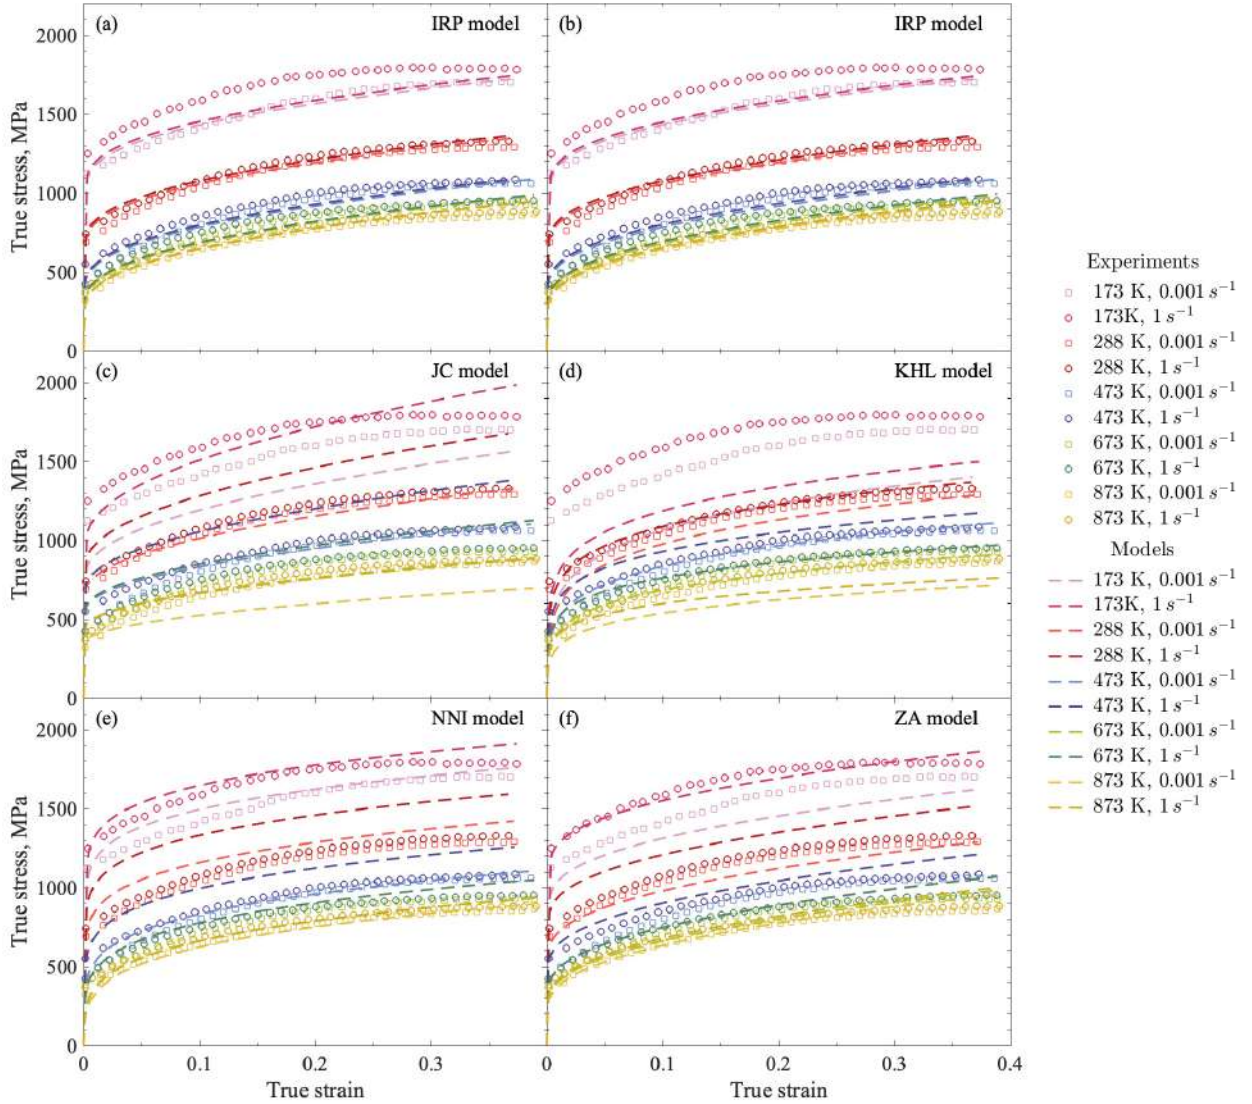 (a)
IRP model
(b)
IRP model
2000
1500
1000
500
0
True stress, MPa
(c)
JC model
(d)
KHL model
2000
1500
1000
500
0
True stress, MPa
(e)
NNI model
(f)
ZA model
2000
1500
1000
500
0
True stress, MPa
0
0.1
0.2
0.3
0
0.1
0.2
0.3
0.4
True strain
True strain
Experiments
173 K, 0.001 s⁻¹
173K, 1 s⁻¹
288 K, 0.001 s⁻¹
288 K, 1 s⁻¹
473 K, 0.001 s⁻¹
473 K, 1 s⁻¹
673 K, 0.001 s⁻¹
673 K, 1 s⁻¹
873 K, 0.001 s⁻¹
873 K, 1 s⁻¹
Models
173 K, 0.001 s⁻¹
173K, 1 s⁻¹
288 K, 0.001 s⁻¹
288 K, 1 s⁻¹
473 K, 0.001 s⁻¹
473 K, 1 s⁻¹
673 K, 0.001 s⁻¹
673 K, 1 s⁻¹
873 K, 0.001 s⁻¹
873 K, 1 s⁻¹